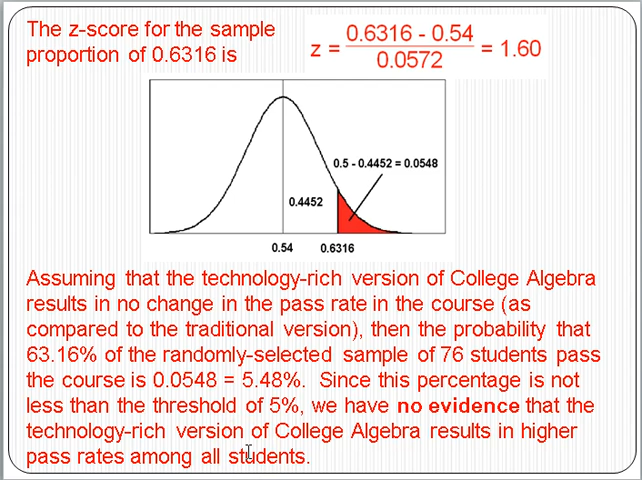 The z-score for the sample
proportion of 0.6316 is
z = 0.6316 - 0.54 / 0.0572 = 1.60
0.5 - 0.4452 = 0.0548
0.4452
0.54 0.6316
Assuming that the technology-rich version of College Algebra
results in no change in the pass rate in the course (as
compared to the traditional version), then the probability that
63.16% of the randomly-selected sample of 76 students pass
the course is 0.0548 = 5.48%. Since this percentage is not
less than the threshold of 5%, we have no evidence that the
technology-rich version of College Algebra results in higher
pass rates among all students.